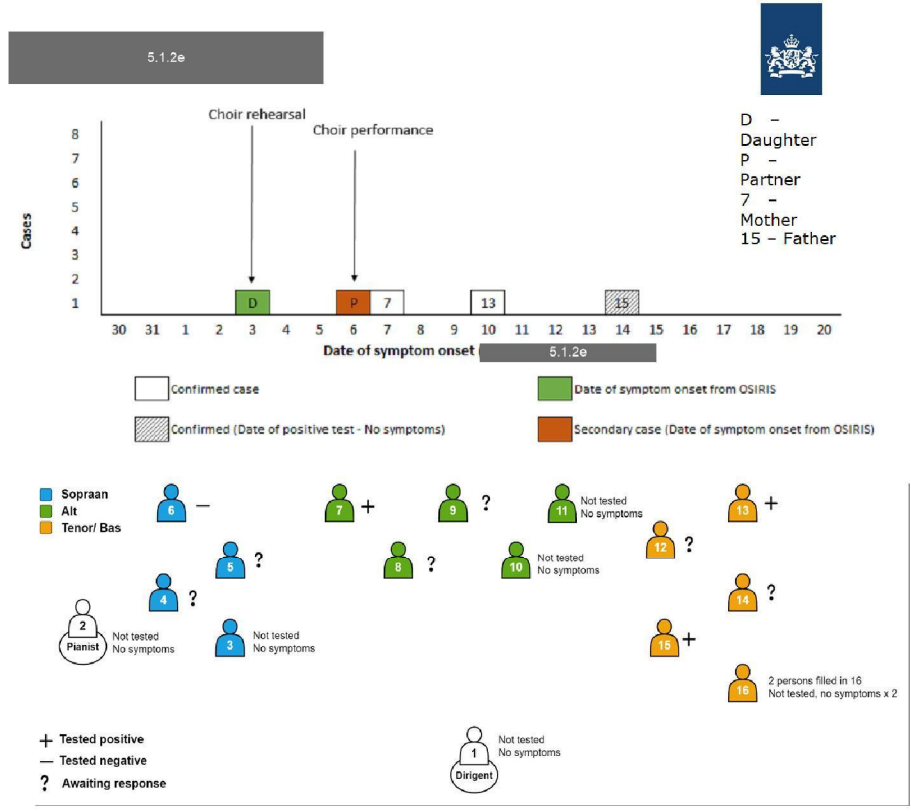 5.1.2e
D –
Daughter
P –
Partner
7 –
Mother
15 – Father
Choir rehearsal
Choir performance
Cases
8
7
6
5
4
3
2
1
D
P
7
13
15
30 31 1 2 3 4 5 6 7 8 9 10 11 12 13 14 15 16 17 18 19 20
Date of symptom onset (
5.1.2e
Confirmed case
Date of symptom onset from OSIRIS
Confirmed (Date of positive test - No symptoms)
Secondary case (Date of symptom onset from OSIRIS)
Sopraan
Alt
Tenor/ Bas
6 –
7 +
9 ?
11
Not tested
No symptoms
13 +
12 ?
5 ?
8 ?
10
Not tested
No symptoms
4 ?
14 ?
2
Pianist
Not tested
No symptoms
3
Not tested
No symptoms
15 +
16
2 persons filled in 16
Not tested, no symptoms x 2
+ Tested positive
– Tested negative
? Awaiting response
1
Dirigent
Not tested
No symptoms